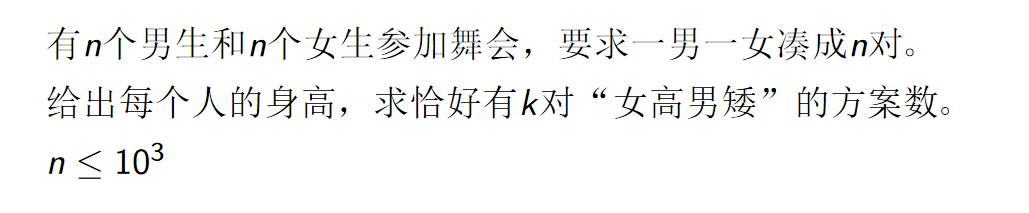 有n个男生和n个女生参加舞会，要求一男一女凑成n对。
给出每个人的身高，求恰好有k对“女高男矮”的方案数。
n ≤ 10³